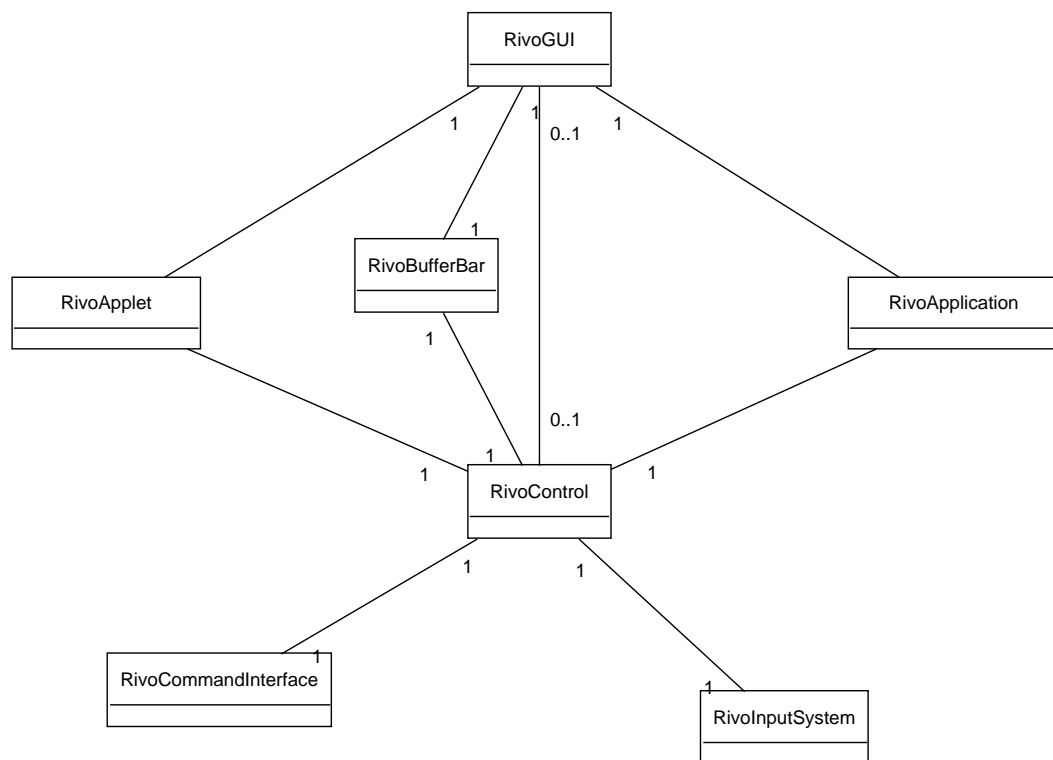 RivoGUI
1
1
1
0..1
1
RivoBufferBar
RivoApplet
RivoApplication
1
0..1
1
1
1
RivoControl
1
1
1
RivoCommandInterface
1
RivoInputSystem